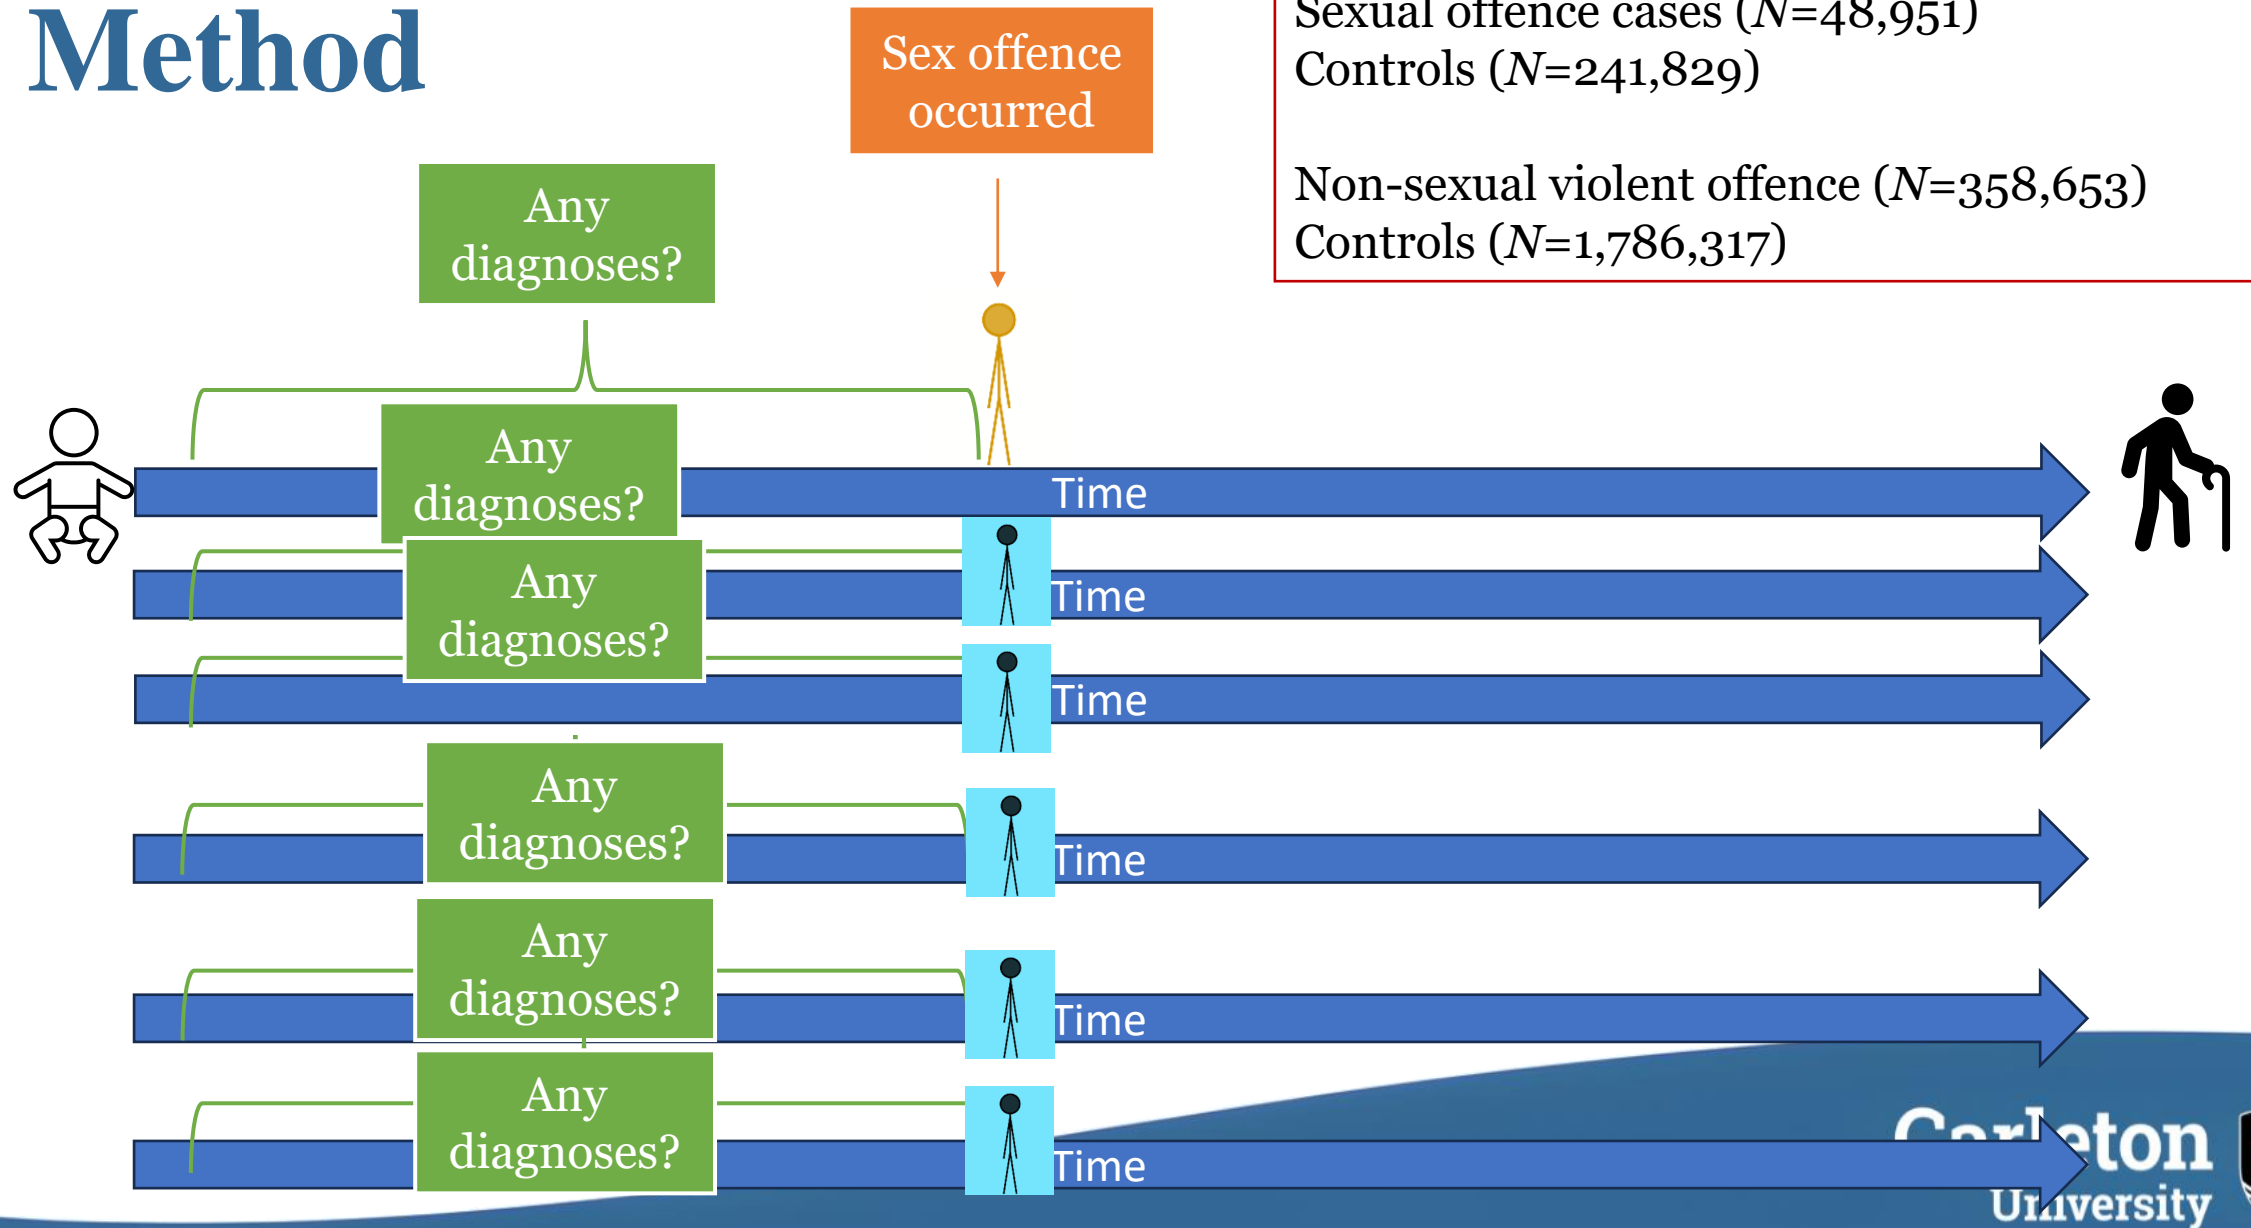 Method
Sex offence
occurred
Sexual offence cases (N=48,951)
Controls (N=241,829)
Non-sexual violent offence (N=358,653)
Controls (N=1,786,317)
Any
diagnoses?
Any
diagnoses?
Time
Any
diagnoses?
Time
Time
Any
diagnoses?
Time
Any
diagnoses?
Time
Any
diagnoses?
Time
Carleton
University